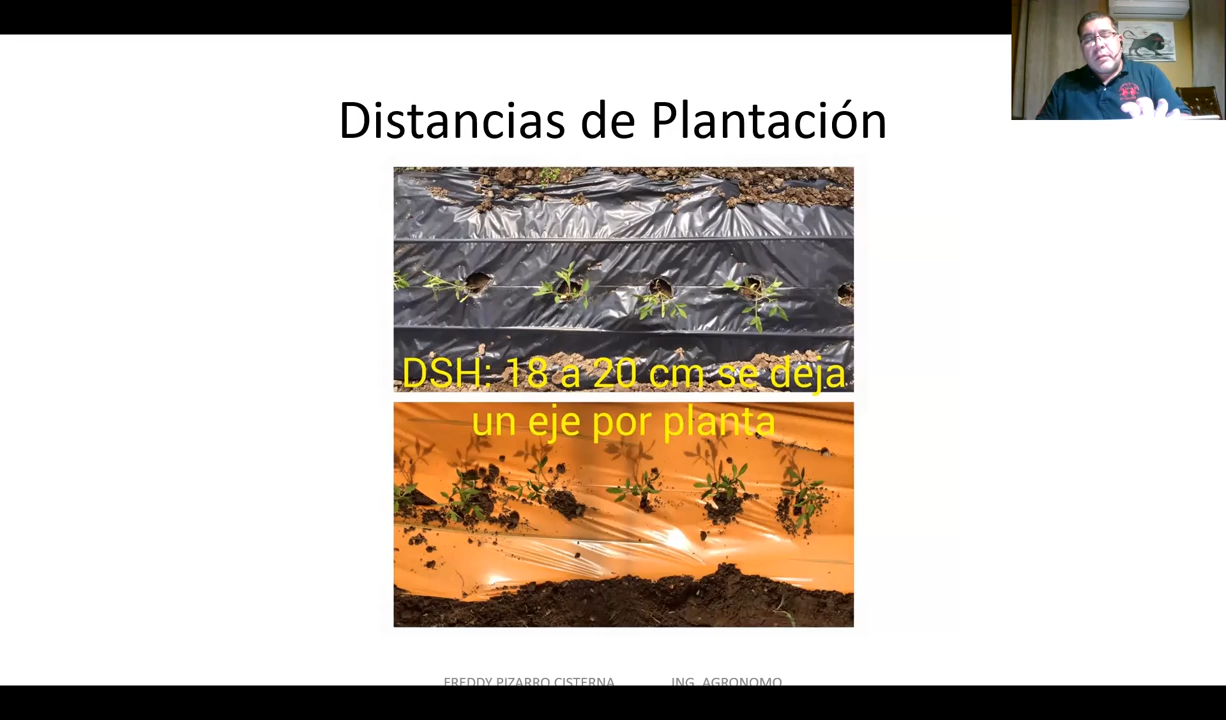 Distancias de Plantación
DSH: 18 a 20 cm se deja
un eje por planta
FREDDY PIZARRO CISTERNA ING. AGRONOMO